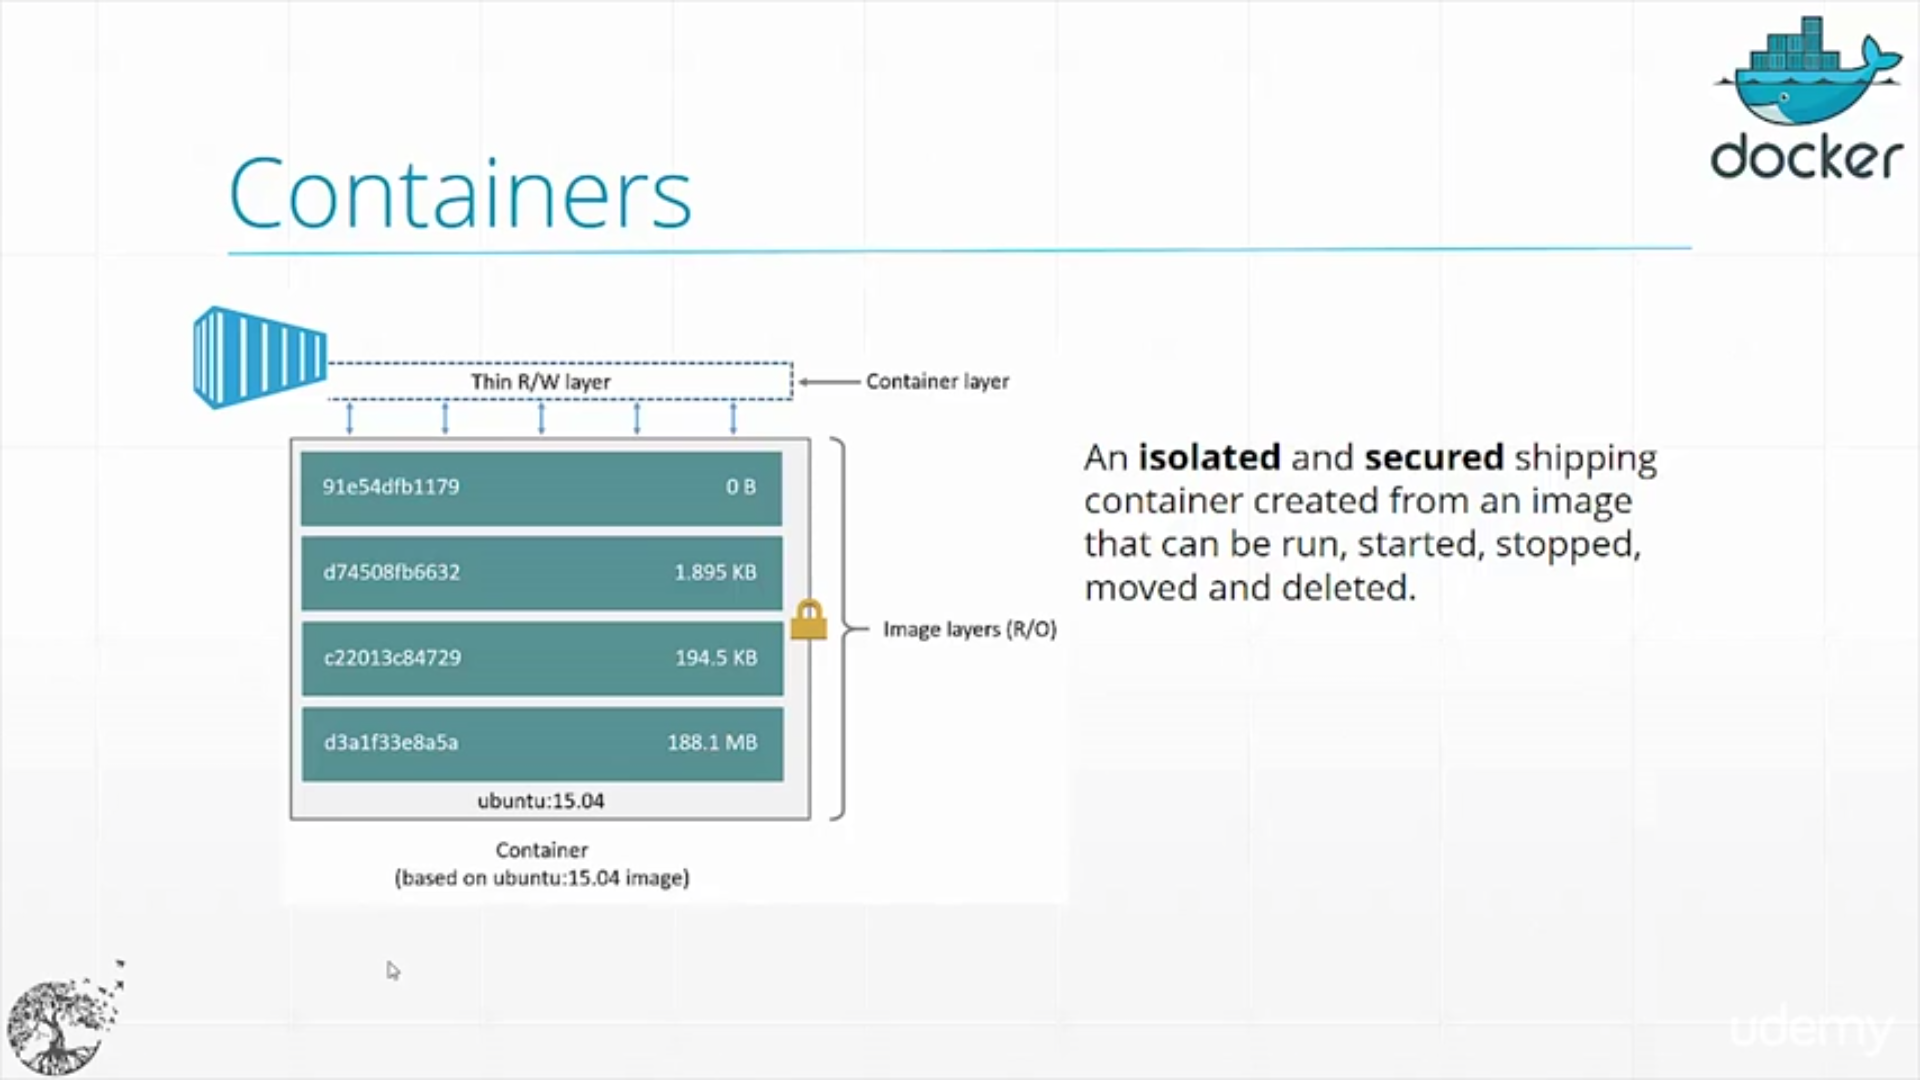 docker
Containers
Thin R/W layer
Container layer
91e54dfb1179 0 B
d74508fb6632 1.895 KB
c22013c84729 194.5 KB
d3a1f33e8a5a 188.1 MB
ubuntu:15.04
Image layers (R/O)
Container
(based on ubuntu:15.04 image)
An isolated and secured shipping
container created from an image
that can be run, started, stopped,
moved and deleted.
udemy